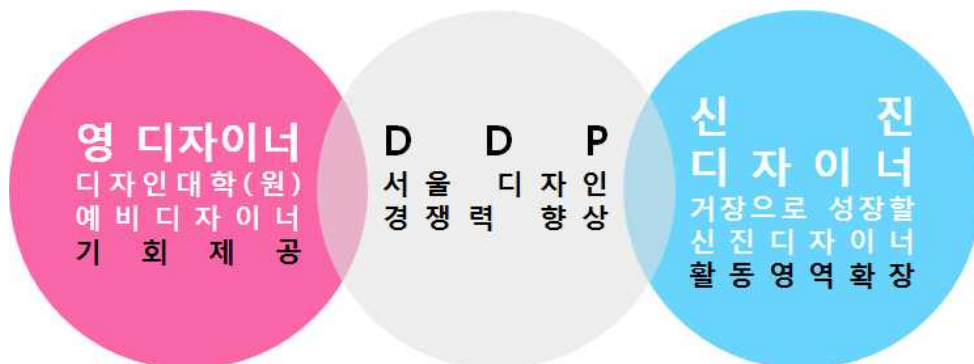 영 디자이너
디자인대학(원)
예비디자이너
기회제공
DDP
서울 디자인
경쟁력 향상
신진
디자이너
거장으로 성장할
신진디자이너
활동영역확장